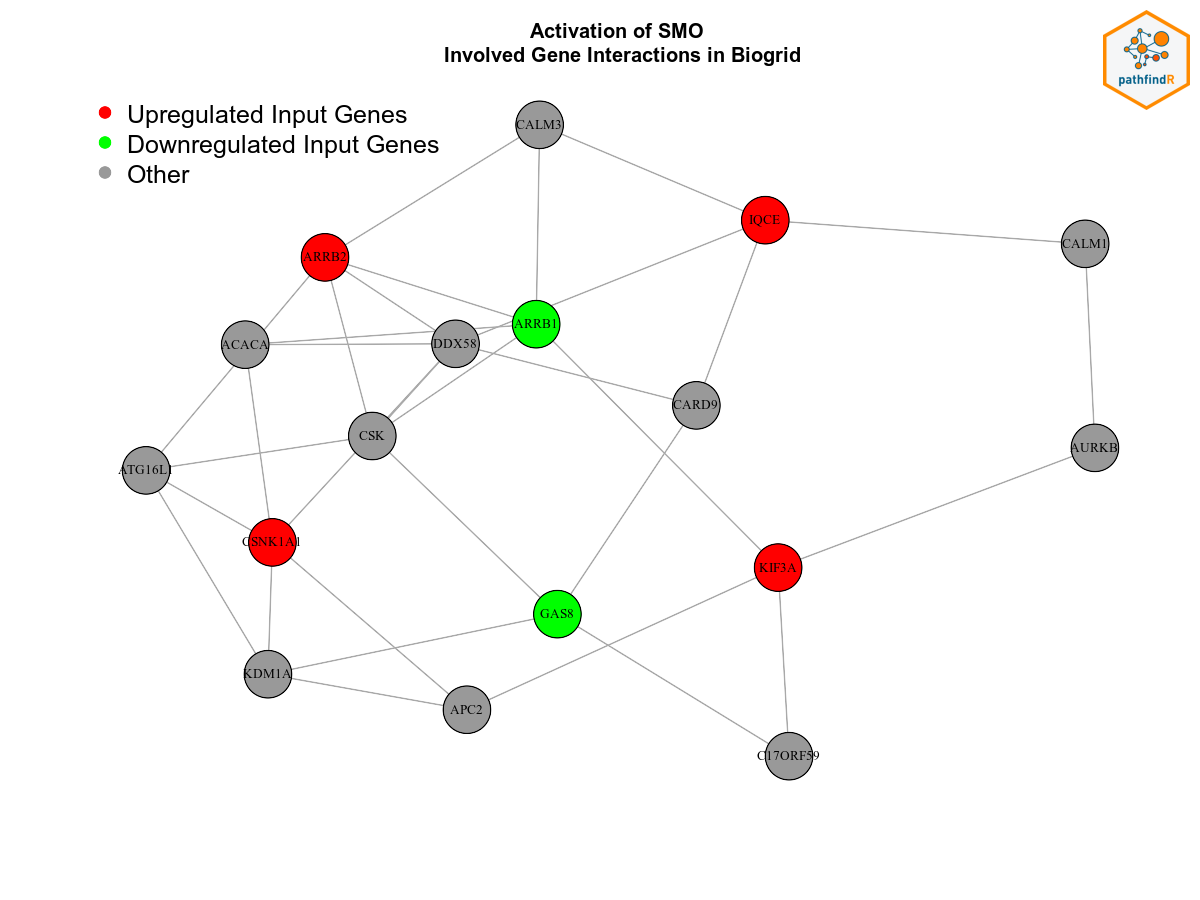 Activation of SMO
Involved Gene Interactions in Biogrid
pathfindR
Upregulated Input Genes
Downregulated Input Genes
Other
CALM3
IQCE
CALM1
ARRB2
ARRB1
ACACA
DDX58
CARD9
CSK
AURKB
ATG16L1
CSNK1A1
KIF3A
GAS8
KDM1A
APC2
C17ORF59